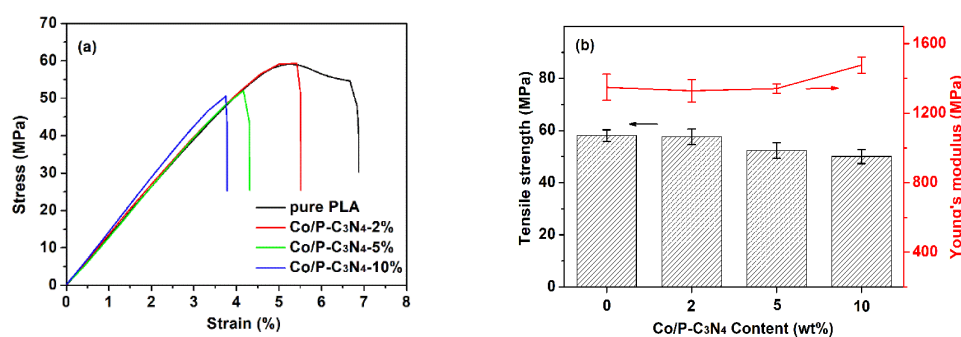 (a)
70
60
50
40
30
20
10
0
Stress (MPa)
pure PLA
Co/P-C₃N₄-2%
Co/P-C₃N₄-5%
Co/P-C₃N₄-10%
0 1 2 3 4 5 6 7 8
Strain (%)
(b)
80
60
40
20
0
Tensile strength (MPa)
1600
1300
1000
800
400
Young's modulus (MPa)
0 2 5 10
Co/P-C₃N₄ Content (wt%)